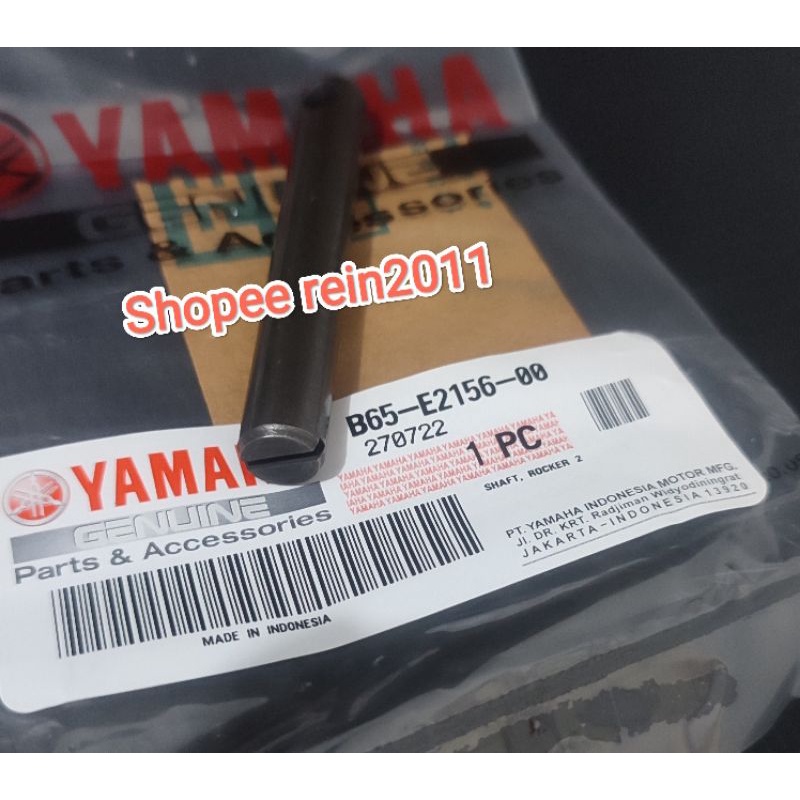 YAMAHA
GENUINE
Parts & Accessories
Shopee rein2011
B65-E2156-00
270722
1 PC
SHAFT, ROCKER 2
YAMAHA
GENUINE
Parts & Accessories
PT. YAMAHA INDONESIA MOTOR MFG.
Jl. DR. KRT. Radjiman Widyodiningrat
JAKARTA-INDONESIA 13920
MADE IN INDONESIA